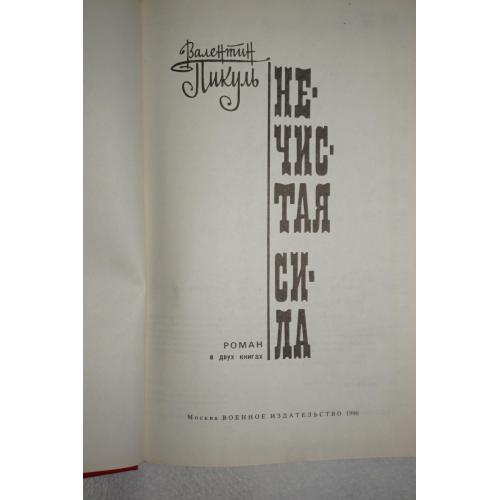 Валентин
Пикуль
НЕ-
ЧИС-
ТАЯ
СИ-
ЛА
РОМАН
в двух книгах
Москва ВОЕННОЕ ИЗДАТЕЛЬСТВО 1990